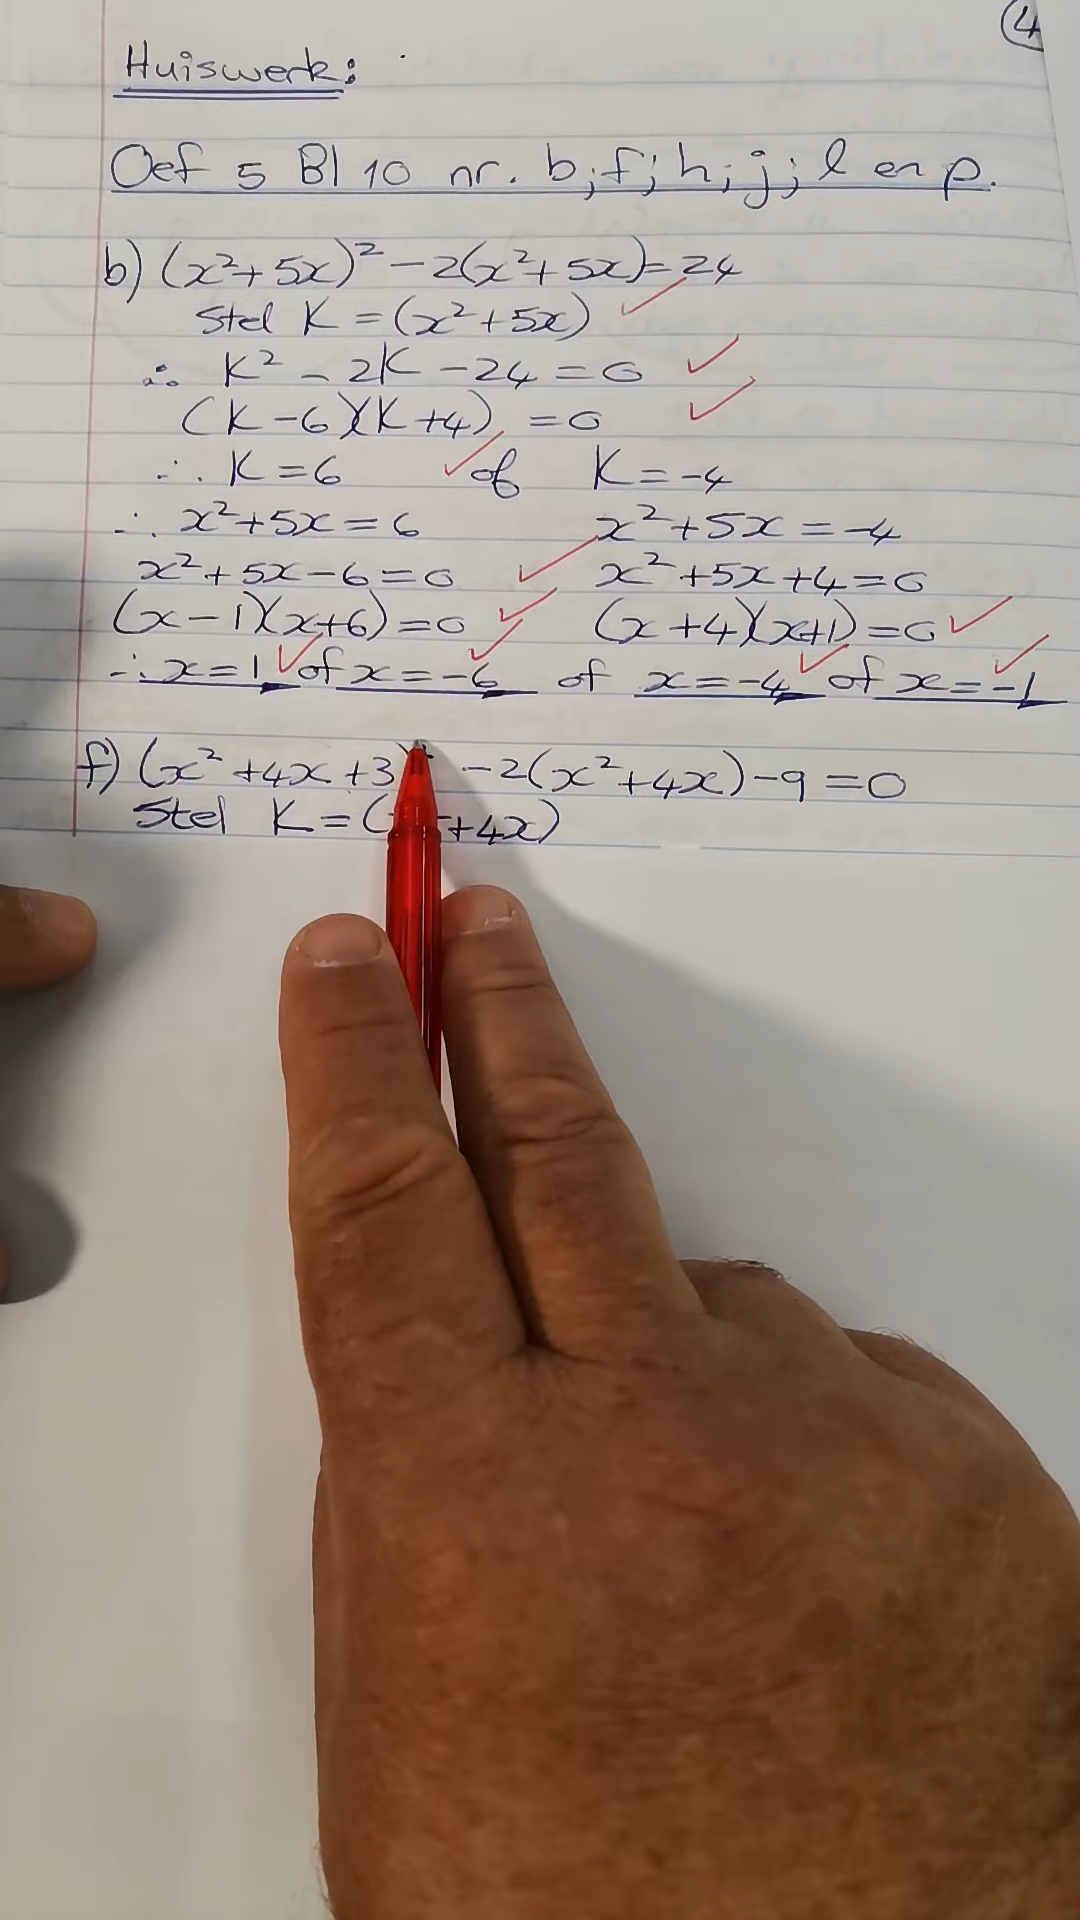 4
Huiswerk:
Oef 5 Bl 10 nr. b; f; h; j; l en p.
b) (x²+5x)² - 2(x²+5x) = 24
Stel K = (x²+5x)
∴ K² - 2K - 24 = 0
(K-6)(K+4) = 0
∴ K = 6 of K = -4
∴ x²+5x = 6 x²+5x = -4
x²+5x-6 = 0 x²+5x+4 = 0
(x-1)(x+6) = 0 (x+4)(x+1) = 0
∴ x = 1 of x = -6 of x = -4 of x = -1
f) (x²+4x+3) - 2(x²+4x) - 9 = 0
Stel K = ( +4x)